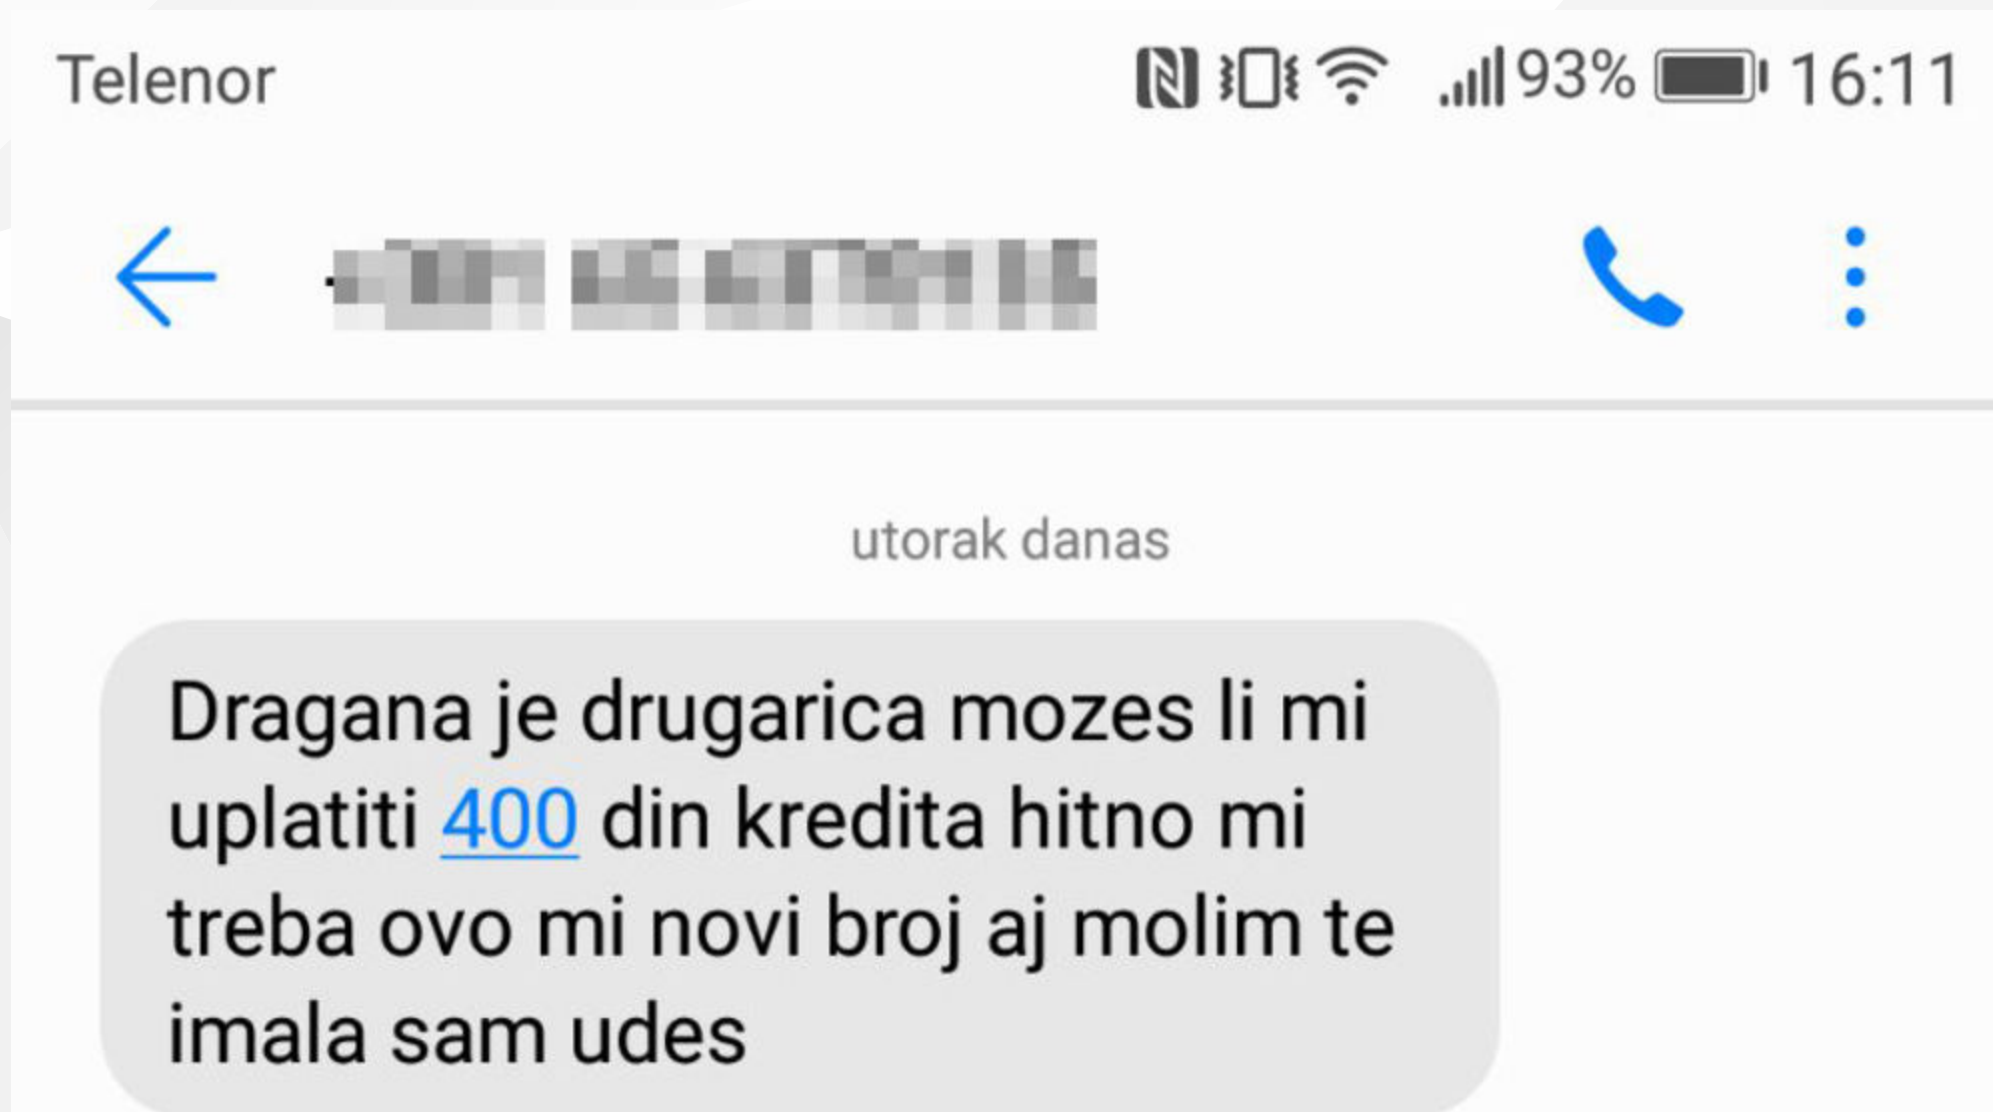 Telenor 93% 16:11
utorak danas
Dragana je drugarica mozes li mi
uplatiti 400 din kredita hitno mi
treba ovo mi novi broj aj molim te
imala sam udes